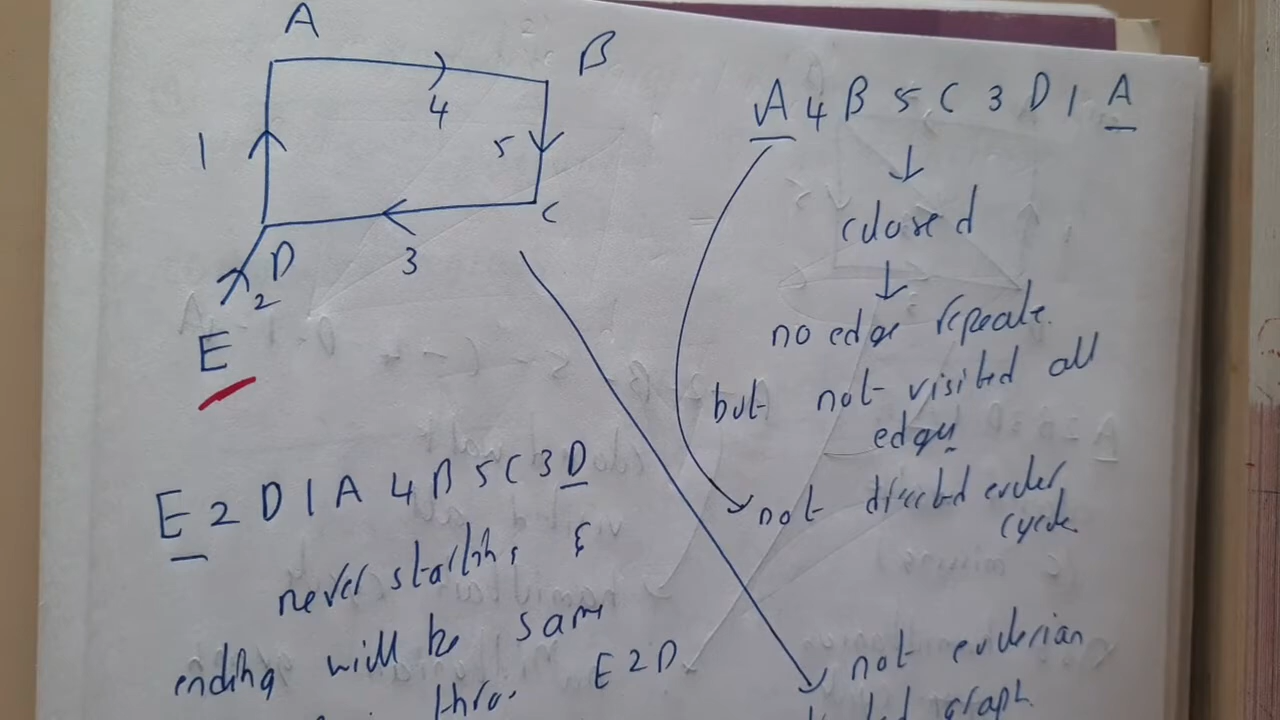 A
B
4
1
5
C
3
D
2
E
E 2 D 1 A 4 B 5 C 3 D
never starting &
ending will be same
E 2 D
A 4 B 5 C 3 D 1 A
closed
no edge repeate.
but not visited all
edges
not directed euler
cycle
not eulerian
graph